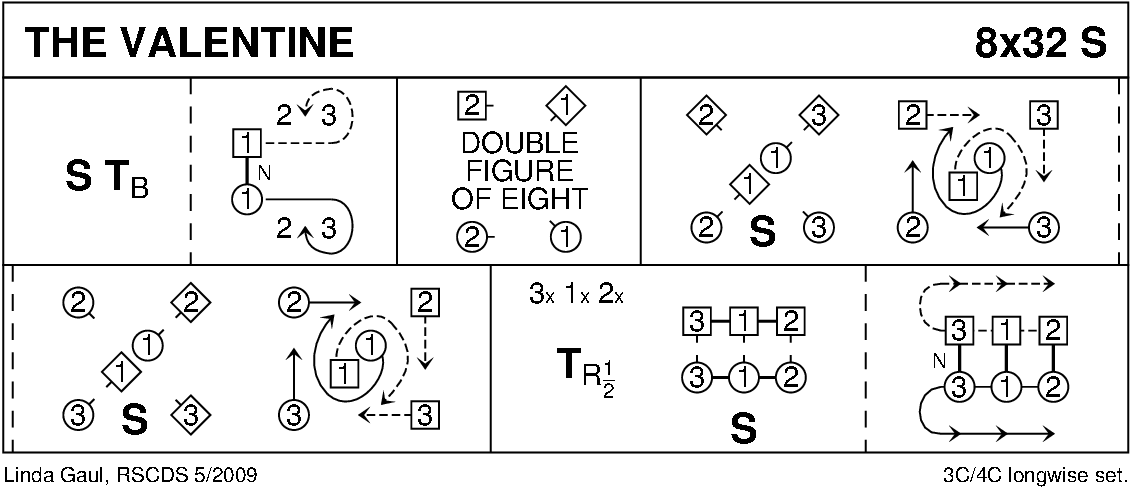 THE VALENTINE 8x32 S
S TB
2 3
1
N
1
2 3
2 1
DOUBLE
FIGURE
OF EIGHT
2 1
2 3
1
1
2 S 3
2 3
1
1
2 3
2 2
1
1
3 S 3
2 2
1
1
3 3
3x 1x 2x
TR½
3 1 2
3 1 2
S
3 1 2
N
3 1 2
Linda Gaul, RSCDS 5/2009 3C/4C longwise set.